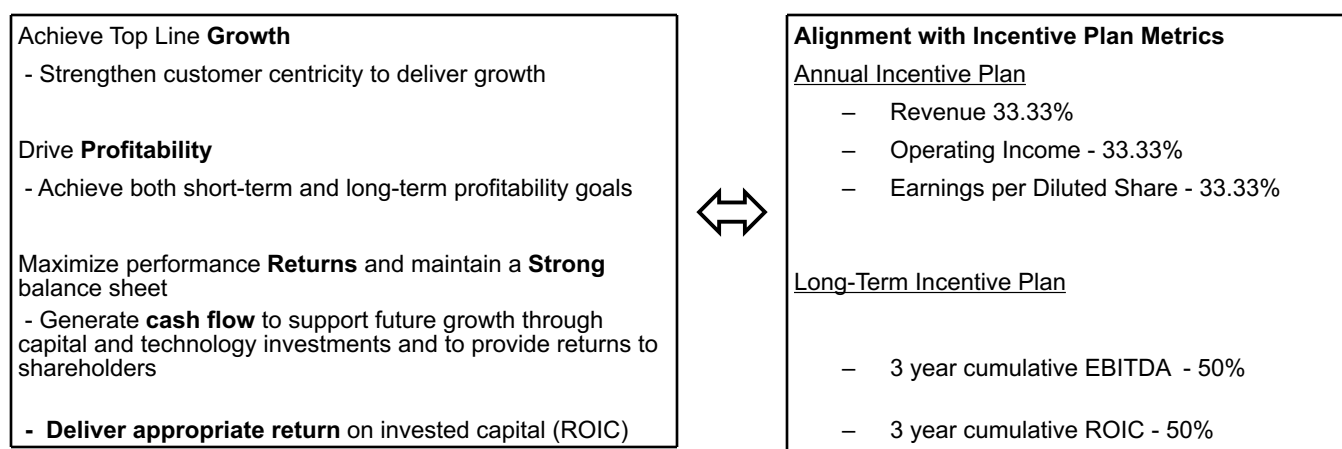 Achieve Top Line Growth
- Strengthen customer centricity to deliver growth
Drive Profitability
- Achieve both short-term and long-term profitability goals
Maximize performance Returns and maintain a Strong
balance sheet
- Generate cash flow to support future growth through
capital and technology investments and to provide returns to
shareholders
- Deliver appropriate return on invested capital (ROIC)
Alignment with Incentive Plan Metrics
Annual Incentive Plan
– Revenue 33.33%
– Operating Income - 33.33%
– Earnings per Diluted Share - 33.33%
Long-Term Incentive Plan
– 3 year cumulative EBITDA - 50%
– 3 year cumulative ROIC - 50%